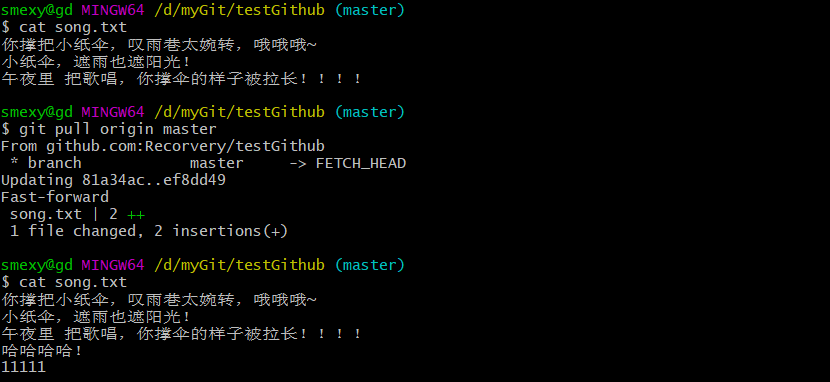 smexy@gd MINGW64 /d/myGit/testGithub (master)
$ cat song.txt
你撑把小纸伞，叹雨巷太婉转，哦哦哦~
小纸伞，遮雨也遮阳光！
午夜里 把歌唱，你撑伞的样子被拉长！！！！
smexy@gd MINGW64 /d/myGit/testGithub (master)
$ git pull origin master
From github.com:Recorvery/testGithub
 * branch            master     -> FETCH_HEAD
Updating 81a34ac..ef8dd49
Fast-forward
 song.txt | 2 ++
 1 file changed, 2 insertions(+)
smexy@gd MINGW64 /d/myGit/testGithub (master)
$ cat song.txt
你撑把小纸伞，叹雨巷太婉转，哦哦哦~
小纸伞，遮雨也遮阳光！
午夜里 把歌唱，你撑伞的样子被拉长！！！！
哈哈哈哈！
11111